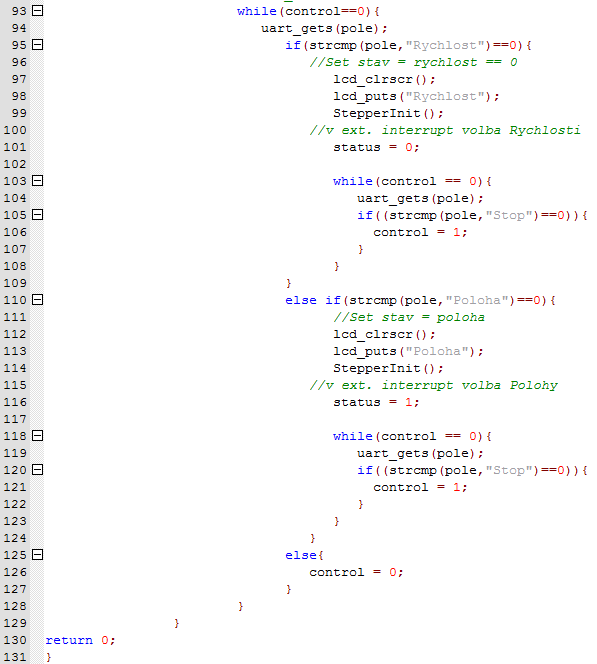 93 while(control==0){
94 uart_gets(pole);
95 if(strcmp(pole,"Rychlost")==0){
96 //Set stav = rychlost == 0
97 lcd_clrscr();
98 lcd_puts("Rychlost");
99 StepperInit();
100 //v ext. interrupt volba Rychlosti
101 status = 0;
102
103 while(control == 0){
104 uart_gets(pole);
105 if((strcmp(pole,"Stop")==0)){
106 control = 1;
107 }
108 }
109 }
110 else if(strcmp(pole,"Poloha")==0){
111 //Set stav = poloha
112 lcd_clrscr();
113 lcd_puts("Poloha");
114 StepperInit();
115 //v ext. interrupt volba Polohy
116 status = 1;
117
118 while(control == 0){
119 uart_gets(pole);
120 if((strcmp(pole,"Stop")==0)){
121 control = 1;
122 }
123 }
124 }
125 else{
126 control = 0;
127 }
128 }
129 }
130 return 0;
131 }